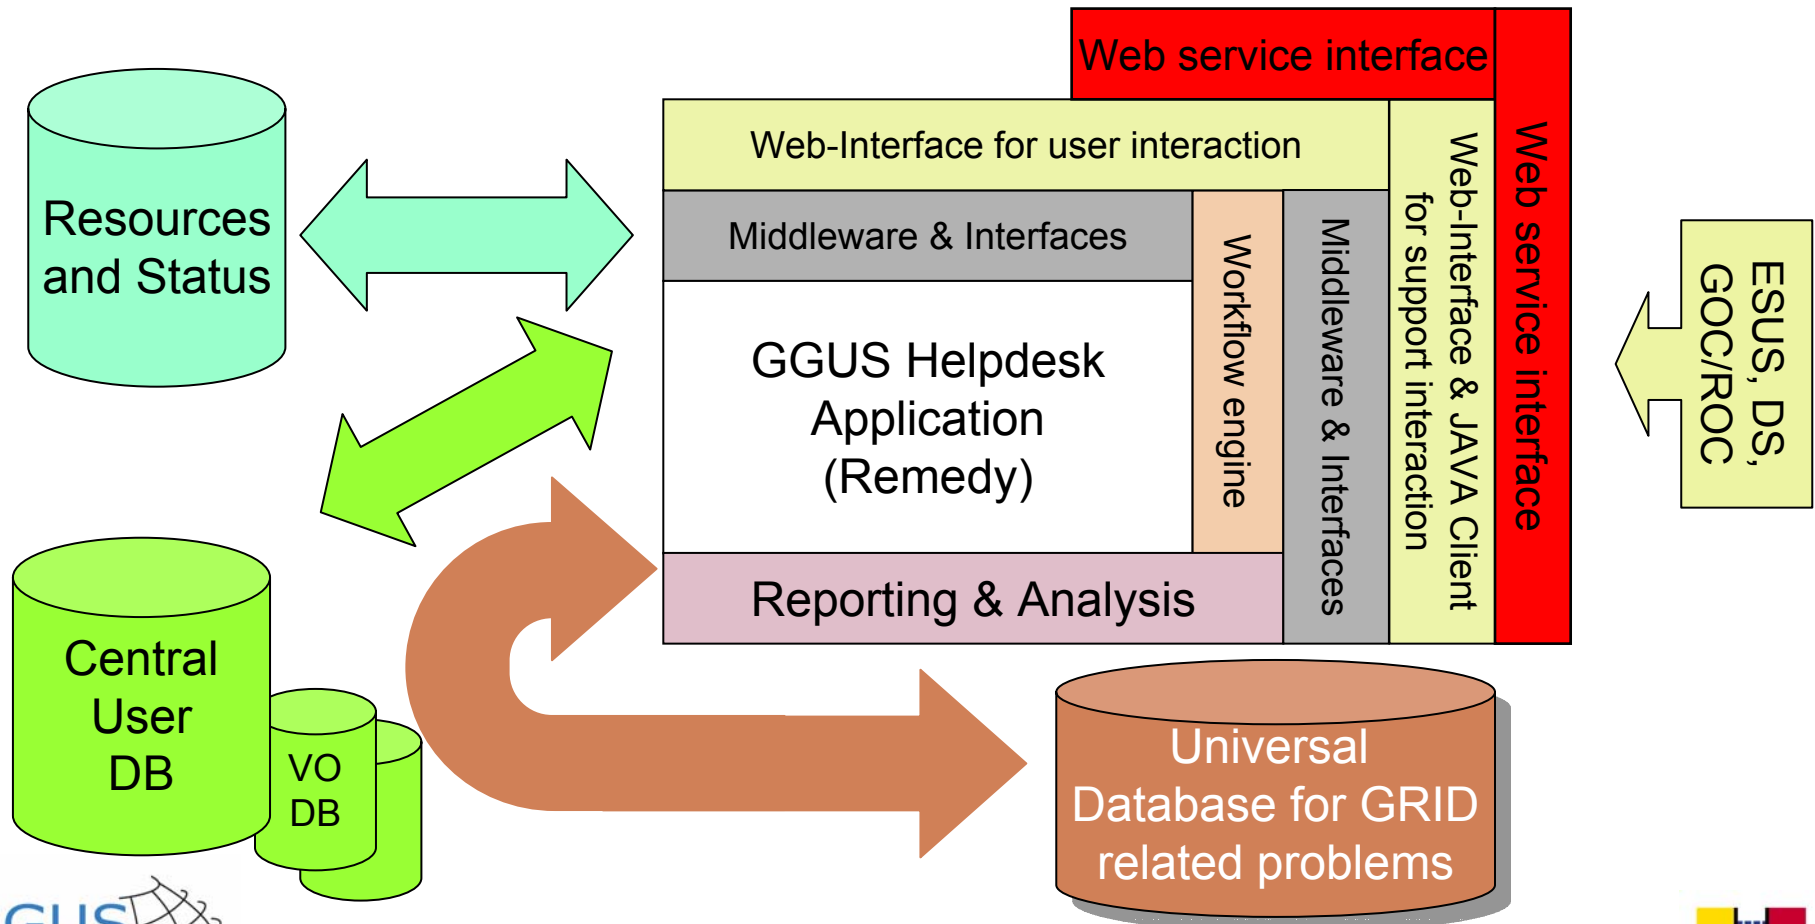 Web service interface
Web-Interface for user interaction
Middleware & Interfaces
Workflow engine
Middleware & Interfaces
Web-Interface & JAVA Client
for support interaction
Web service interface
Resources
and Status
GGUS Helpdesk
Application
(Remedy)
ESUS, DS,
GOC/ROC
Reporting & Analysis
Central
User
DB
VO
DB
Universal
Database for GRID
related problems